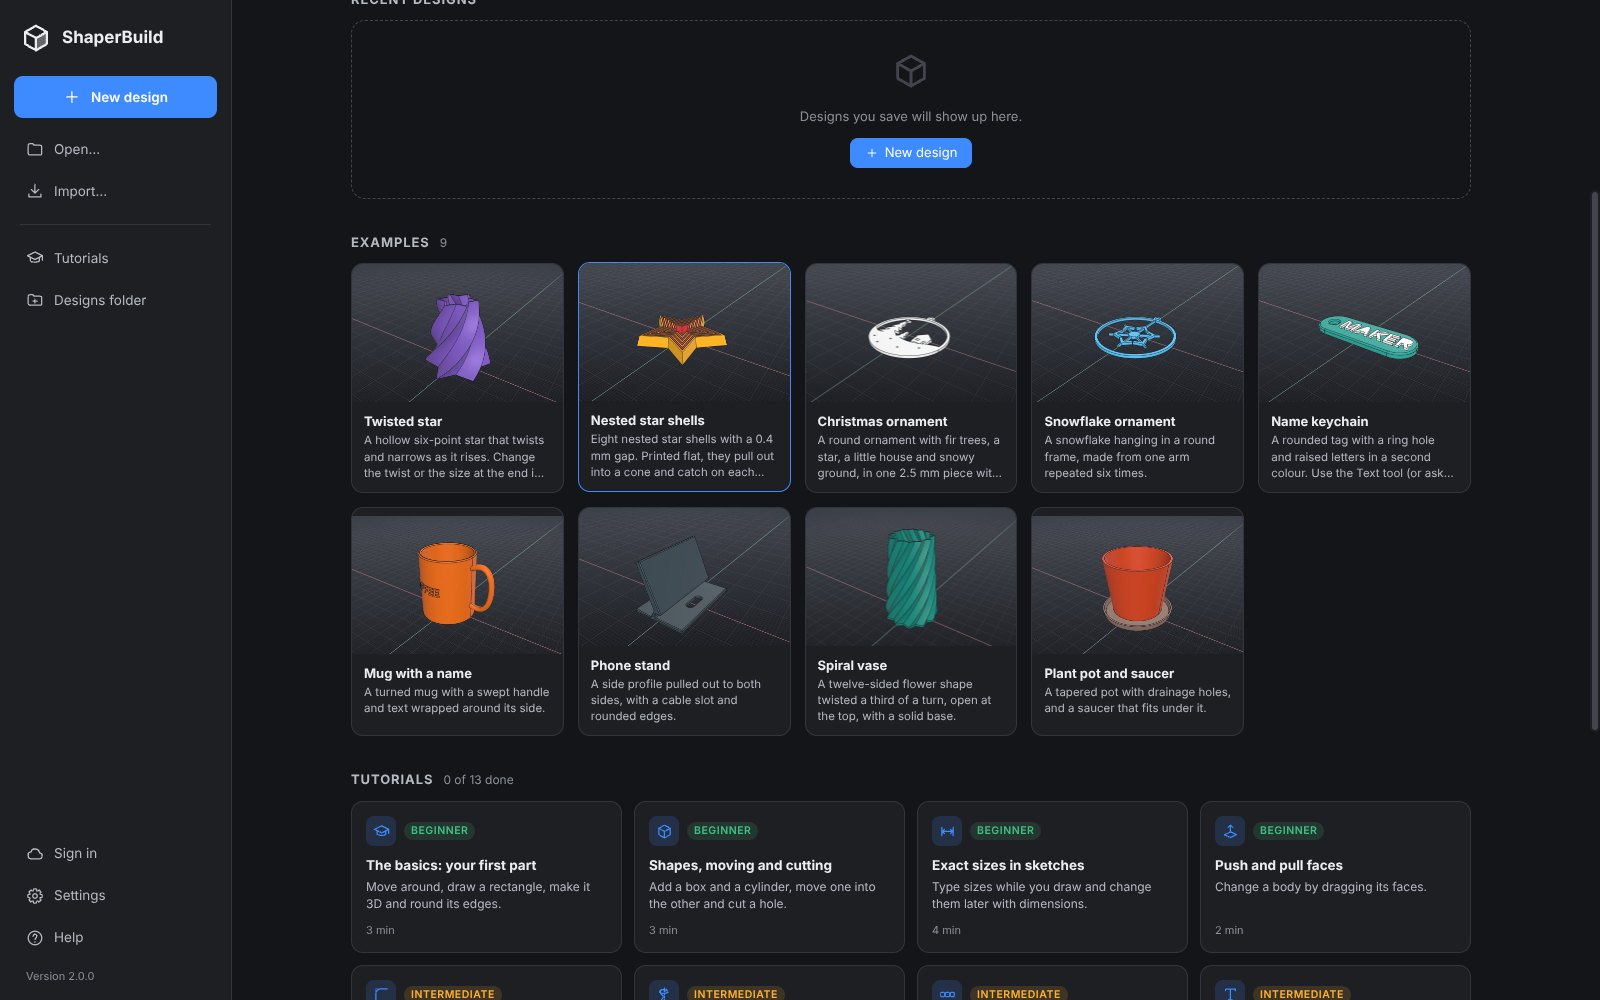 ShaperBuild
New design
Open...
Import...
Tutorials
Designs folder
Sign in
Settings
Help
Version 2.0.0
RECENT DESIGNS
Designs you save will show up here.
New design
EXAMPLES 9
Twisted star
A hollow six-point star that twists
and narrows as it rises. Change
the twist or the size at the end i...
Nested star shells
Eight nested star shells with a 0.4
mm gap. Printed flat, they pull out
into a cone and catch on each...
Christmas ornament
A round ornament with fir trees, a
star, a little house and snowy
ground, in one 2.5 mm piece wit...
Snowflake ornament
A snowflake hanging in a round
frame, made from one arm
repeated six times.
MAKER
Name keychain
A rounded tag with a ring hole
and raised letters in a second
colour. Use the Text tool (or ask...
Mug with a name
A turned mug with a swept handle
and text wrapped around its side.
Phone stand
A side profile pulled out to both
sides, with a cable slot and
rounded edges.
Spiral vase
A twelve-sided flower shape
twisted a third of a turn, open at
the top, with a solid base.
Plant pot and saucer
A tapered pot with drainage holes,
and a saucer that fits under it.
TUTORIALS 0 of 13 done
BEGINNER
The basics: your first part
Move around, draw a rectangle, make it
3D and round its edges.
3 min
BEGINNER
Shapes, moving and cutting
Add a box and a cylinder, move one into
the other and cut a hole.
3 min
BEGINNER
Exact sizes in sketches
Type sizes while you draw and change
them later with dimensions.
4 min
BEGINNER
Push and pull faces
Change a body by dragging its faces.
2 min
INTERMEDIATE
INTERMEDIATE
INTERMEDIATE
INTERMEDIATE